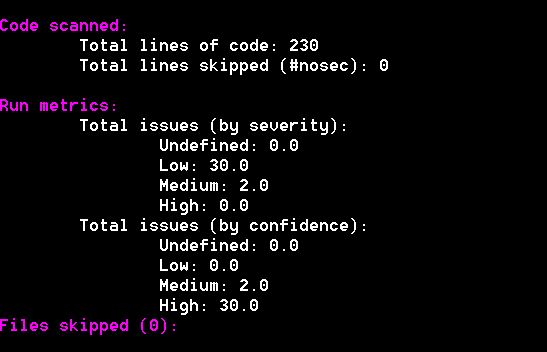 Code scanned:
Total lines of code: 230
Total lines skipped (#nosec): 0
Run metrics:
Total issues (by severity):
Undefined: 0.0
Low: 30.0
Medium: 2.0
High: 0.0
Total issues (by confidence):
Undefined: 0.0
Low: 0.0
Medium: 2.0
High: 30.0
Files skipped (0):